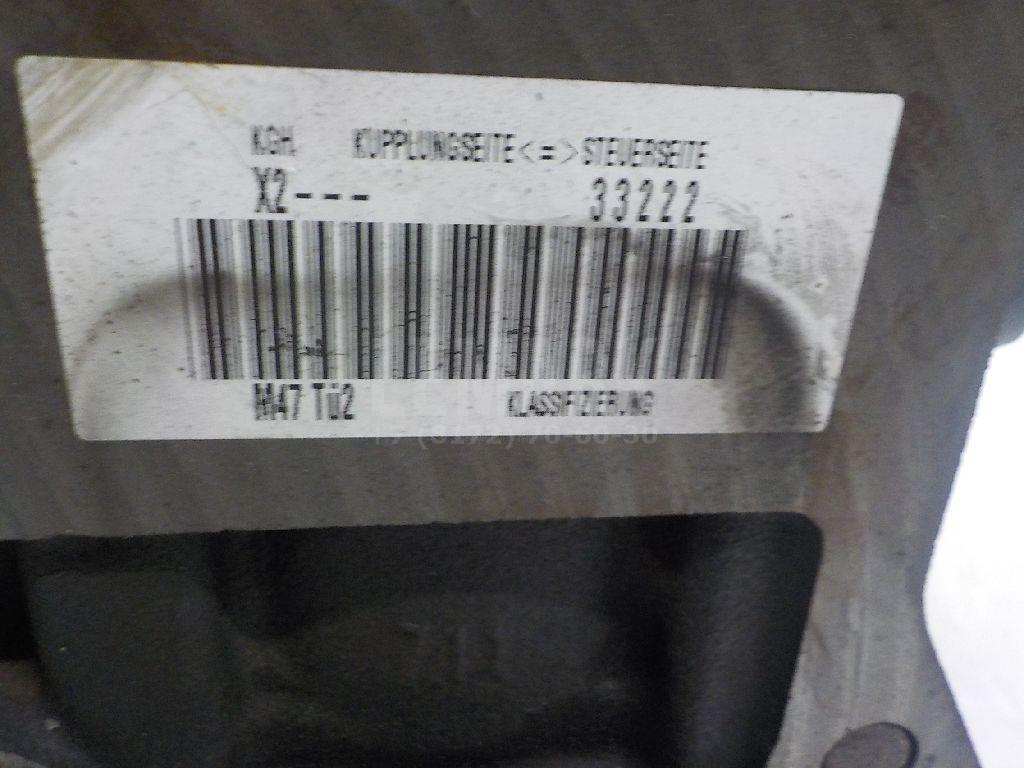 KGH KUPPLUNGSEITE<=>STEUERSEITE
X2--- 33222
M47 TÜ2 KLASSIFIZIERUNG